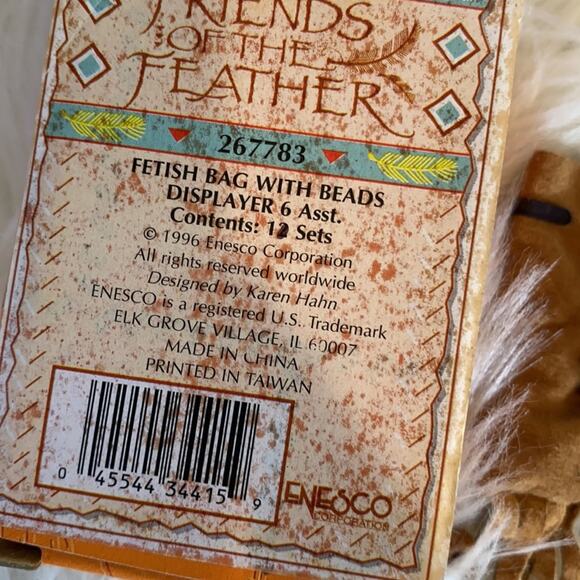 FRIENDS
OF THE
FEATHER
267783
FETISH BAG WITH BEADS
DISPLAYER 6 Asst.
Contents: 12 Sets
© 1996 Enesco Corporation
All rights reserved worldwide
Designed by Karen Hahn
ENESCO is a registered U.S. Trademark
ELK GROVE VILLAGE, IL 60007
MADE IN CHINA
PRINTED IN TAIWAN
0 45544 34415 9
ENESCO
CORPORATION